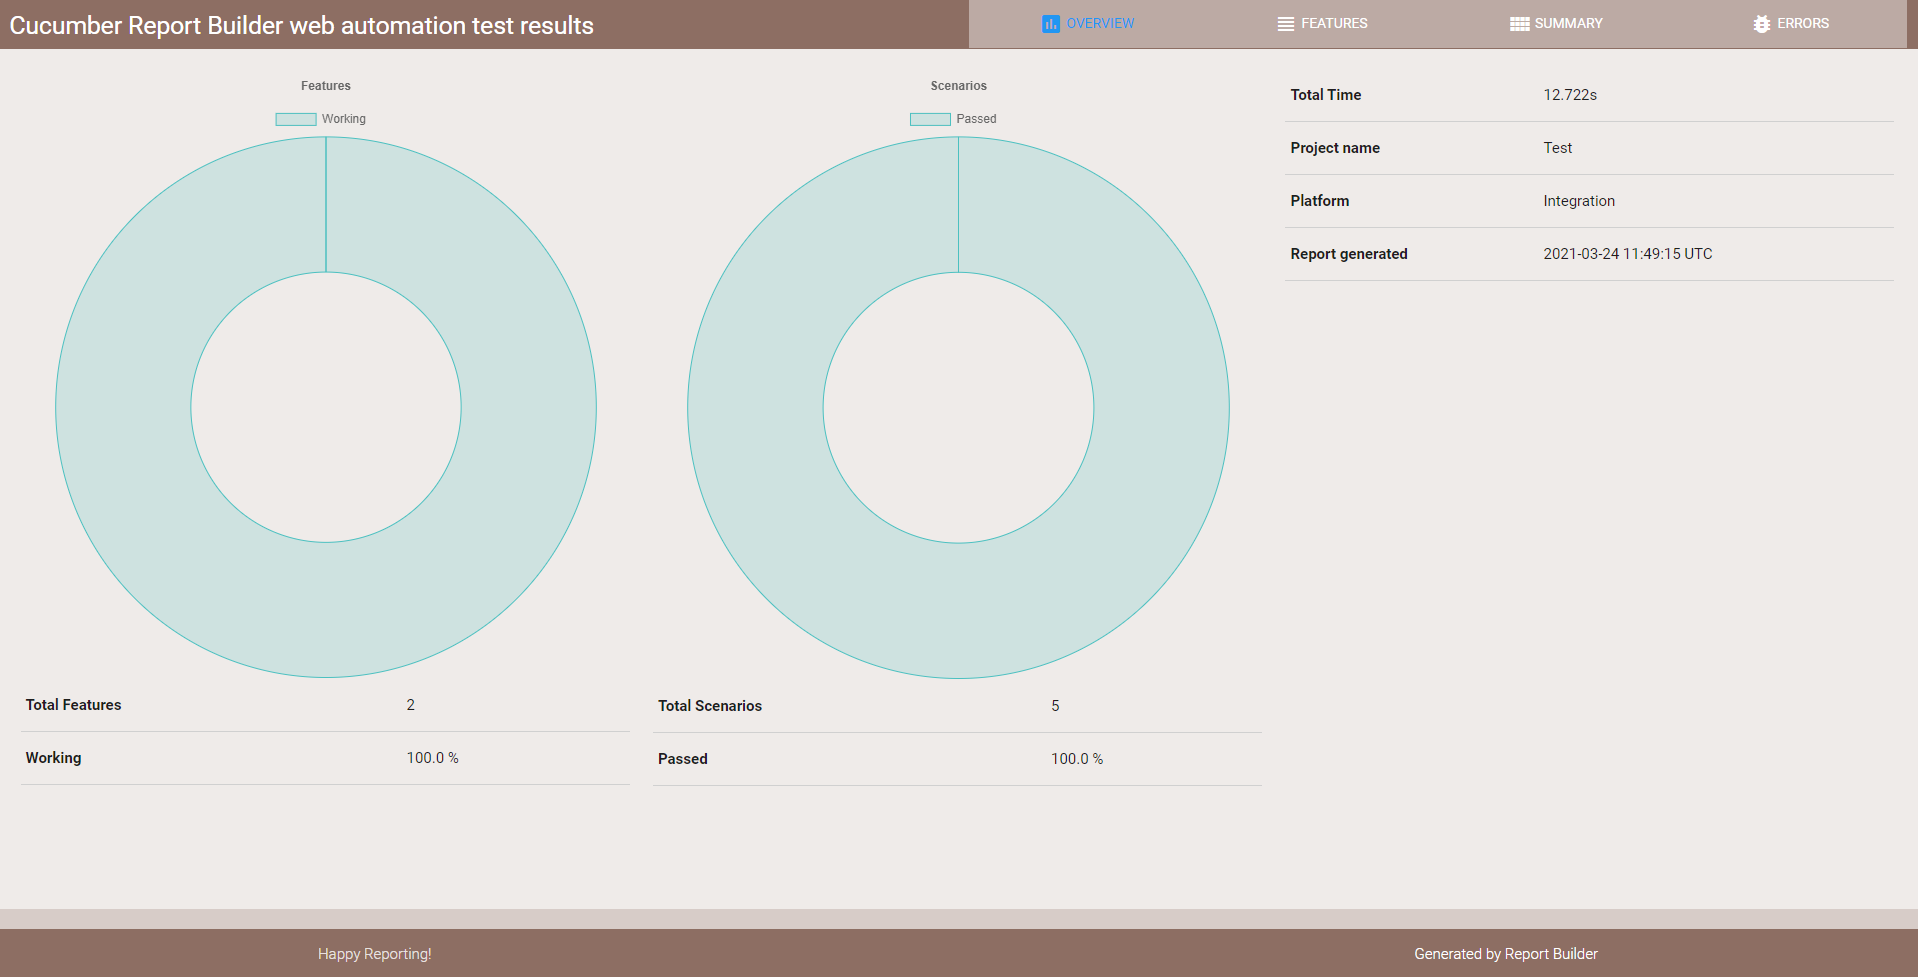 Cucumber Report Builder web automation test results
OVERVIEW
FEATURES
SUMMARY
ERRORS
Features
Working
Scenarios
Passed
Total Time 12.722s
Project name Test
Platform Integration
Report generated 2021-03-24 11:49:15 UTC
Total Features 2
Working 100.0 %
Total Scenarios 5
Passed 100.0 %
Happy Reporting!
Generated by Report Builder